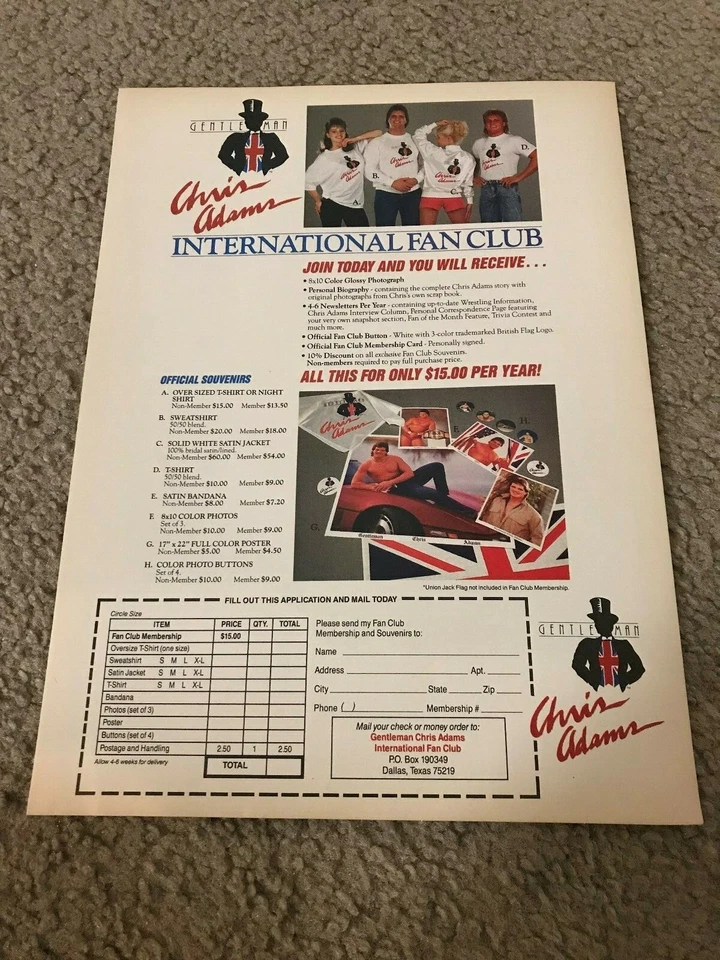 GENTLEMAN
Chris
Adams
A.
B.
C.
D.
INTERNATIONAL FAN CLUB
JOIN TODAY AND YOU WILL RECEIVE...
• 8x10 Color Glossy Photograph
• Personal Biography - containing the complete Chris Adams story with
original photographs from Chris's own scrap book.
• 4-6 Newsletters Per Year - containing up-to-date Wrestling Information,
Chris Adams Interview Column, Personal Correspondence Page featuring
your very own snapshot section, Fan of the Month Feature, Trivia Contest and
much more.
• Official Fan Club Button - White with 3-color trademarked British Flag Logo.
• Official Fan Club Membership Card - Personally signed.
• 10% Discount on all exclusive Fan Club Souvenirs.
Non-members required to pay full purchase price.
ALL THIS FOR ONLY $15.00 PER YEAR!
OFFICIAL SOUVENIRS
A. OVER SIZED T-SHIRT OR NIGHT
SHIRT
Non-Member $15.00 Member $13.50
B. SWEATSHIRT
50/50 blend.
Non-Member $20.00 Member $18.00
C. SOLID WHITE SATIN JACKET
100% bridal satin/lined.
Non-Member $60.00 Member $54.00
D. T-SHIRT
50/50 blend.
Non-Member $10.00 Member $9.00
E. SATIN BANDANA
Non-Member $8.00 Member $7.20
F. 8x10 COLOR PHOTOS
Set of 3.
Non-Member $10.00 Member $9.00
G. 17" x 22" FULL COLOR POSTER
Non-Member $5.00 Member $4.50
H. COLOR PHOTO BUTTONS
Set of 4.
Non-Member $10.00 Member $9.00
Chris
Adams
H.
G.
Gentleman Chris Adams
*Union Jack Flag not included in Fan Club Membership.
FILL OUT THIS APPLICATION AND MAIL TODAY
Circle Size
ITEM PRICE QTY. TOTAL
Fan Club Membership $15.00
Oversize T-Shirt (one size)
Sweatshirt S M L X-L
Satin Jacket S M L X-L
T-Shirt S M L X-L
Bandana
Photos (set of 3)
Poster
Buttons (set of 4)
Postage and Handling 2.50 1 2.50
Allow 4-6 weeks for delivery
TOTAL
Please send my Fan Club
Membership and Souvenirs to:
Name
Address Apt.
City State Zip
Phone ( ) Membership #
Mail your check or money order to:
Gentleman Chris Adams
International Fan Club
P.O. Box 190349
Dallas, Texas 75219
GENTLEMAN
Chris
Adams